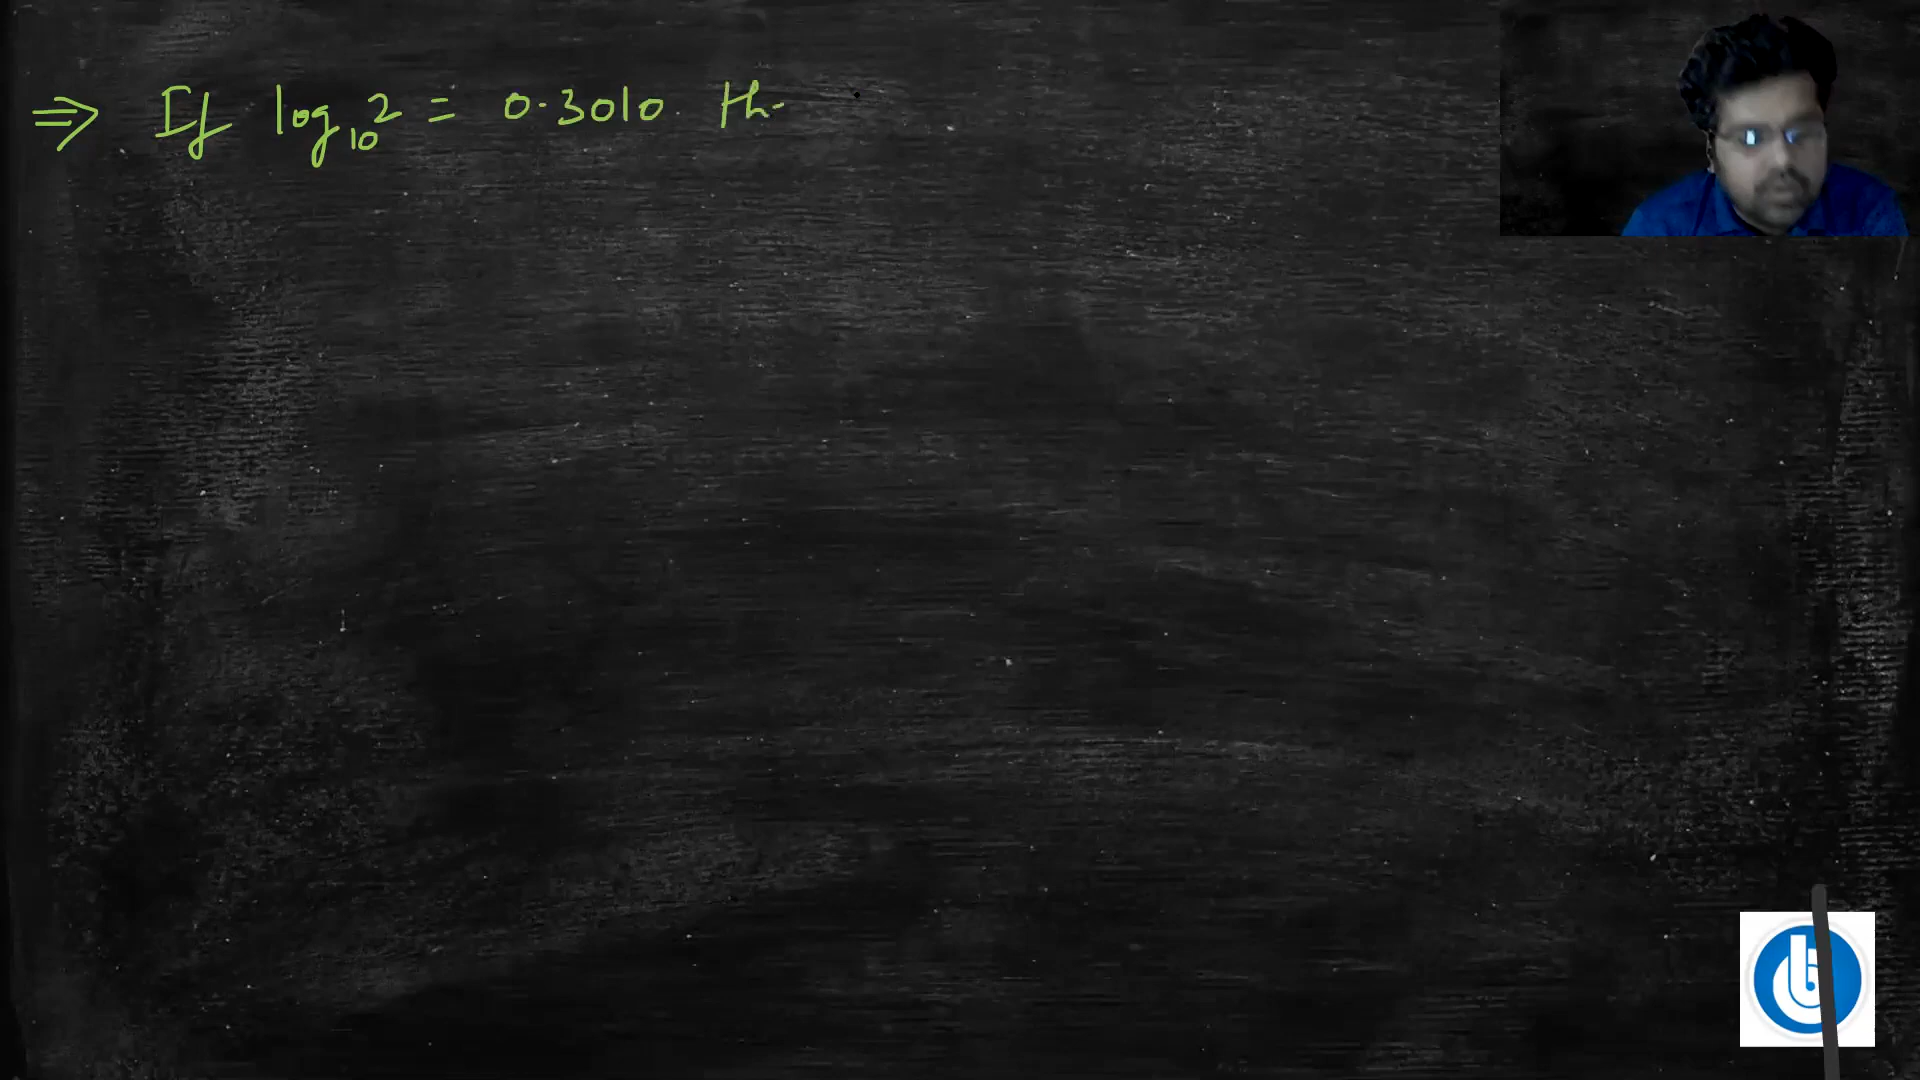 ⇒ If log₁₀2 = 0.3010. th